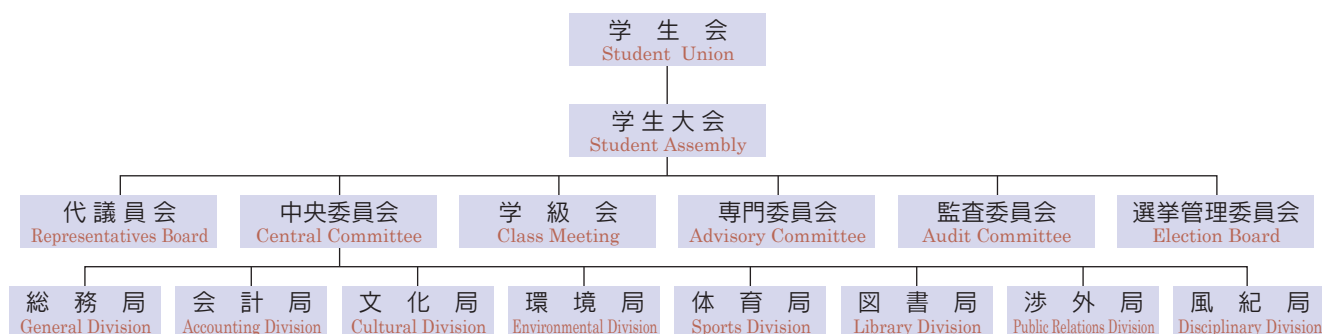 学生会
Student Union
学生大会
Student Assembly
代議員会
Representatives Board
中央委員会
Central Committee
学級会
Class Meeting
専門委員会
Advisory Committee
監査委員会
Audit Committee
選挙管理委員会
Election Board
総務局
General Division
会計局
Accounting Division
文化局
Cultural Division
環境局
Environmental Division
体育局
Sports Division
図書局
Library Division
渉外局
Public Relations Division
風紀局
Disciplinary Division